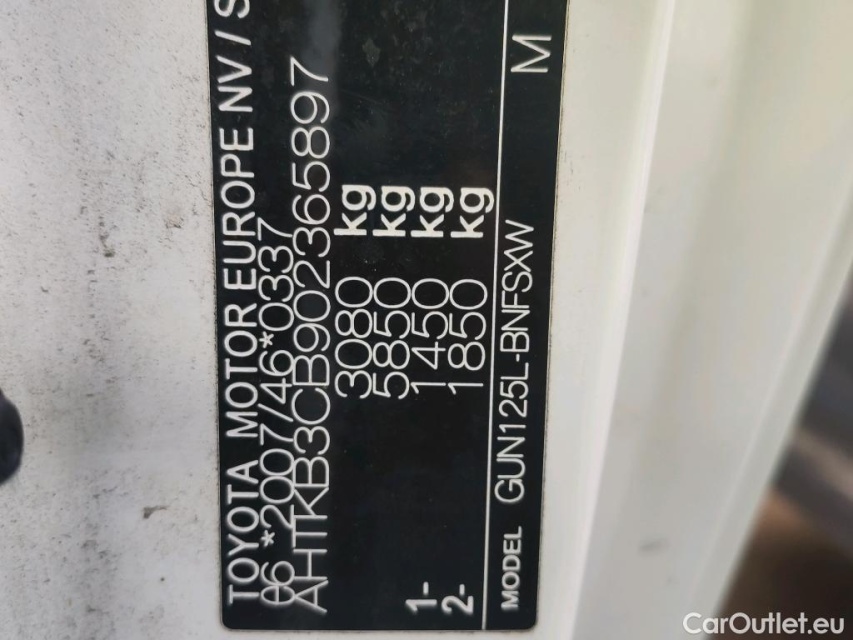 TOYOTA MOTOR EUROPE NV / S
e6 *2007/46*0337
AHTKB3CB902365897
3080 kg
5850 kg
1- 1450 kg
2- 1850 kg
MODEL GUN125L-BNFSXW M
CarOutlet.eu